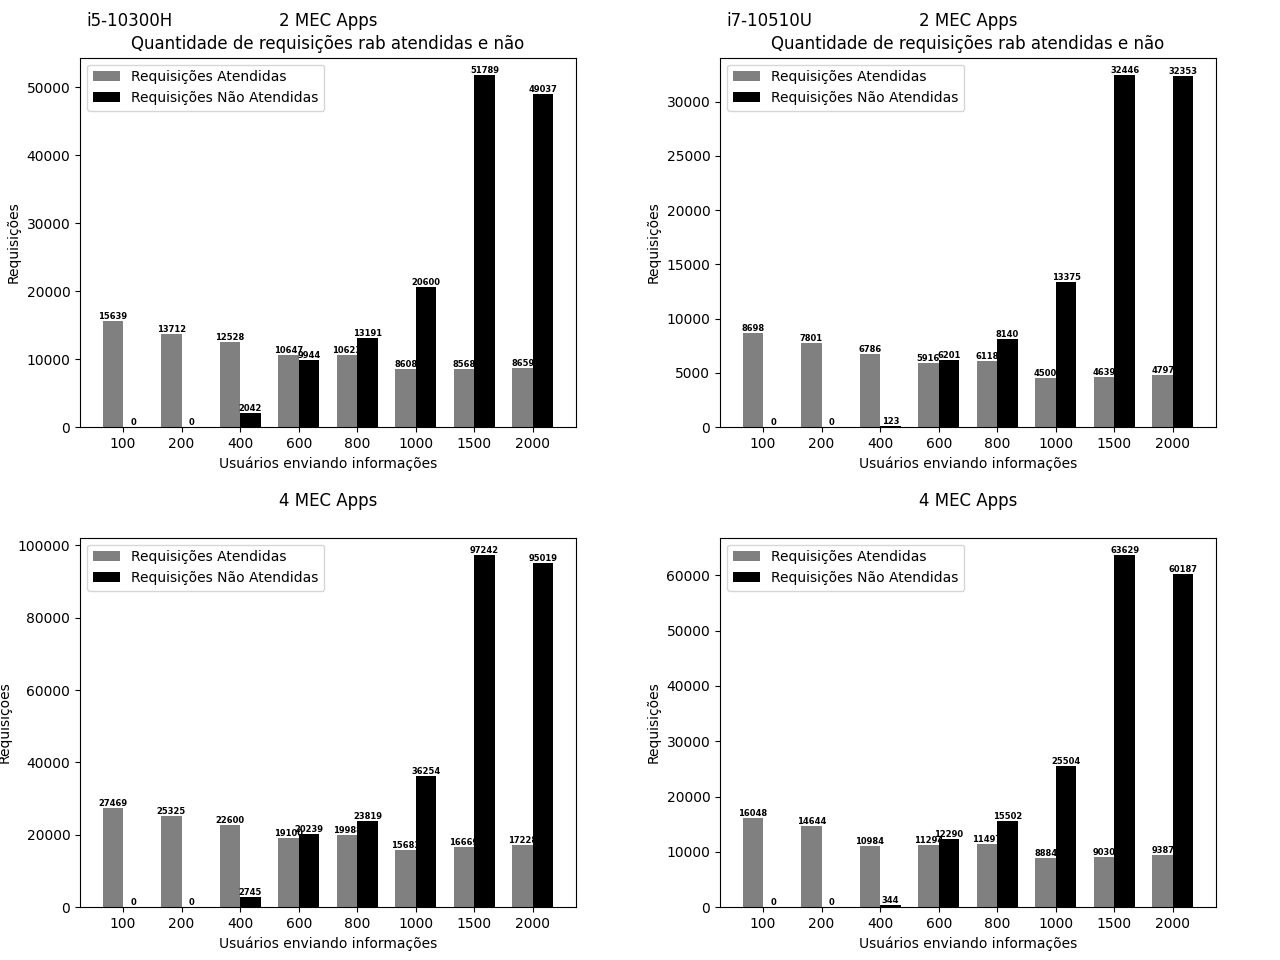 i5-10300H
2 MEC Apps
Quantidade de requisições rab atendidas e não
Requisições Atendidas
Requisições Não Atendidas
Requisições
50000
40000
30000
20000
10000
0
15639
0
13712
0
12528
2042
10647
9944
13191
8608
20600
8568
51789
8659
49037
100 200 400 600 800 1000 1500 2000
Usuários enviando informações
i7-10510U
2 MEC Apps
Quantidade de requisições rab atendidas e não
Requisições Atendidas
Requisições Não Atendidas
Requisições
30000
25000
20000
15000
10000
5000
0
8698
0
7801
0
6786
123
5916
6201
6118
8140
4500
13375
4639
32446
4797
32353
100 200 400 600 800 1000 1500 2000
Usuários enviando informações
4 MEC Apps
Requisições Atendidas
Requisições Não Atendidas
Requisições
100000
80000
60000
40000
20000
0
27469
0
25325
0
22600
2745
20239
23819
36254
97242
95019
100 200 400 600 800 1000 1500 2000
Usuários enviando informações
4 MEC Apps
Requisições Atendidas
Requisições Não Atendidas
Requisições
60000
50000
40000
30000
20000
10000
0
16048
0
14644
0
10984
344
12290
15502
8884
25504
9030
63629
9387
60187
100 200 400 600 800 1000 1500 2000
Usuários enviando informações